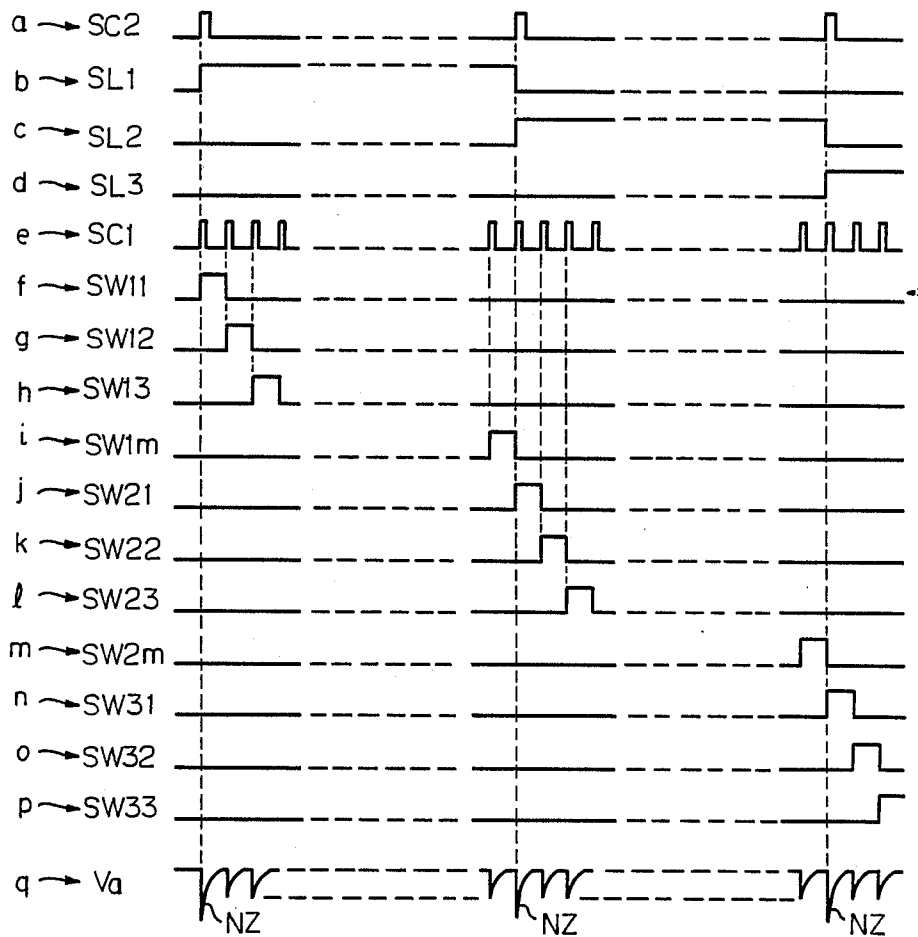 a → SC2
b → SL1
c → SL2
d → SL3
e → SC1
f → SW11
g → SW12
h → SW13
i → SW1m
j → SW21
k → SW22
l → SW23
m → SW2m
n → SW31
o → SW32
p → SW33
q → Va
NZ NZ NZ